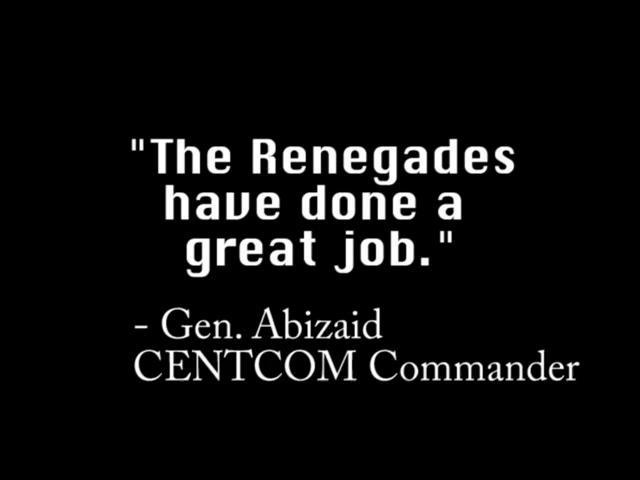 "The Renegades
have done a
great job."
- Gen. Abizaid
CENTCOM Commander